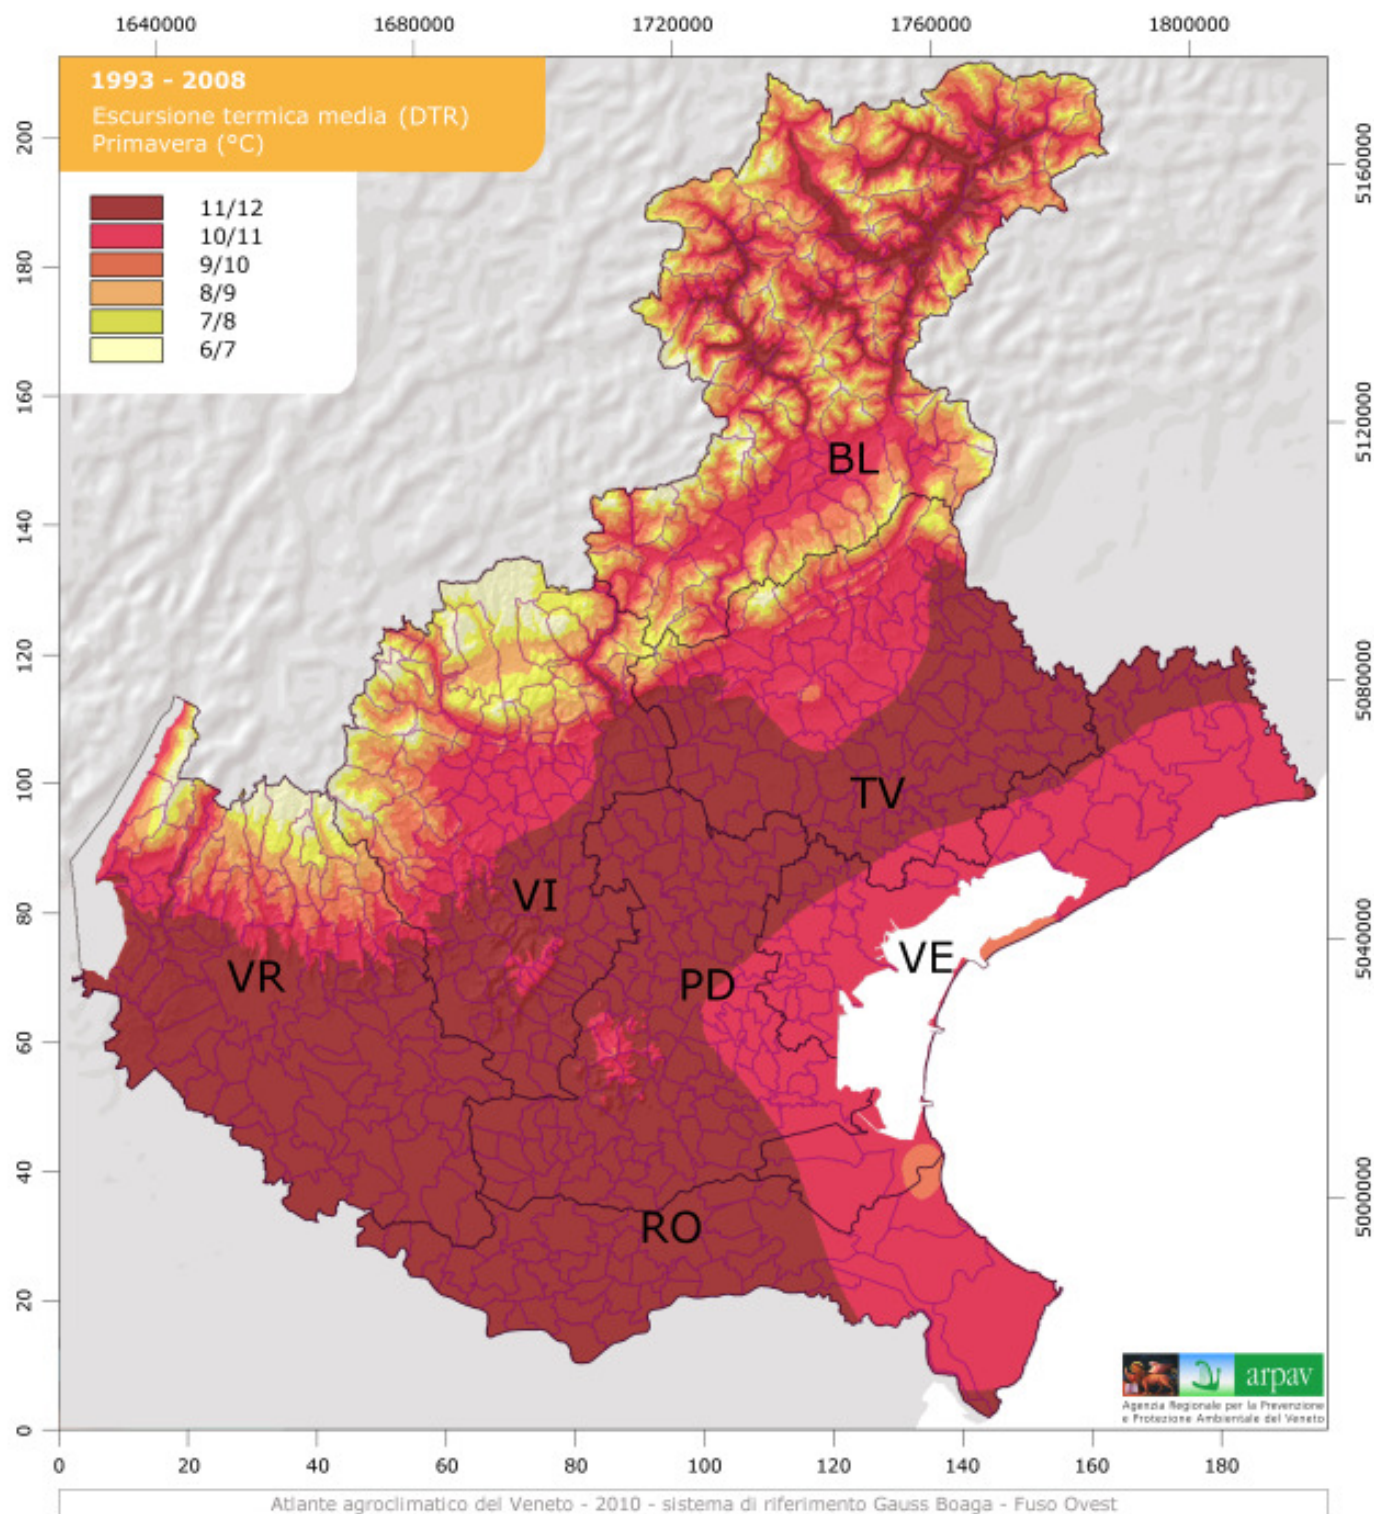 1640000 1680000 1720000 1760000 1800000
1993 - 2008
Escursione termica media (DTR)
Primavera (°C)
11/12
10/11
9/10
8/9
7/8
6/7
200
180
160
140
120
100
80
60
40
20
0
5160000
5120000
5080000
5040000
5000000
BL
TV
VI
VE
VR
PD
RO
arpav
Agenzia Regionale per la Prevenzione
e Protezione Ambientale del Veneto
0 20 40 60 80 100 120 140 160 180
Atlante agroclimatico del Veneto - 2010 - sistema di riferimento Gauss Boaga - Fuso Ovest